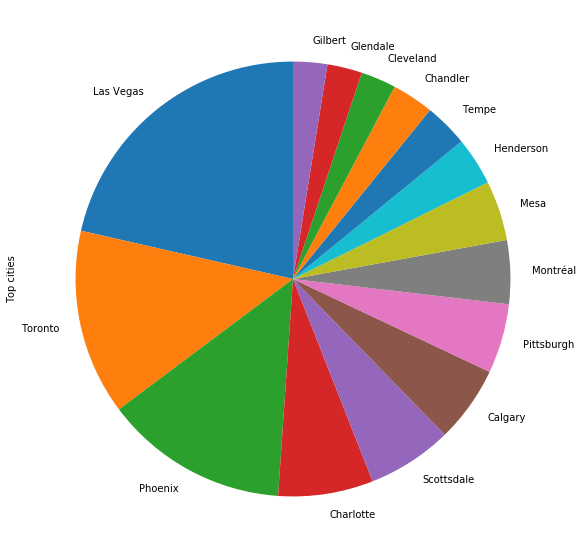 Gilbert
Glendale
Cleveland
Chandler
Tempe
Henderson
Mesa
Montréal
Pittsburgh
Calgary
Scottsdale
Charlotte
Phoenix
Toronto
Las Vegas
Top cities